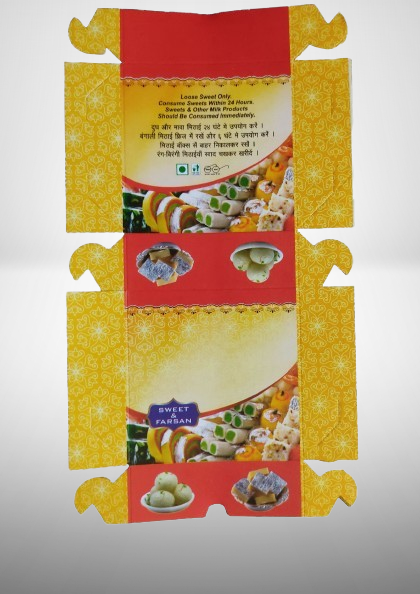 Loose Sweet Only.
Consume Sweets Within 24 Hours.
Sweets & Other Milk Products
Should Be Consumed Immediately.
दुध और मावा मिठाई २४ घंटे मे उपयोग करें ।
बंगाली मिठाई फ्रिज में रखें और ६ घंटे मे उपयोग करें ।
मिठाई बॉक्स से बाहर निकालकर रखें ।
रंग-बिरंगी मिठाईयाँ स्वाद चखकर खरीदें ।
SWEET
&
FARSAN